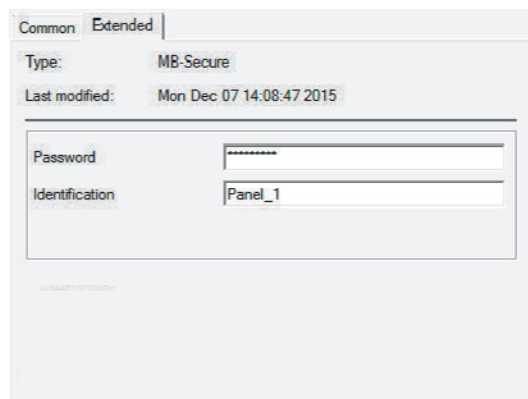 Common Extended
Type: MB-Secure
Last modified: Mon Dec 07 14:08:47 2015
Password *********
Identification Panel_1